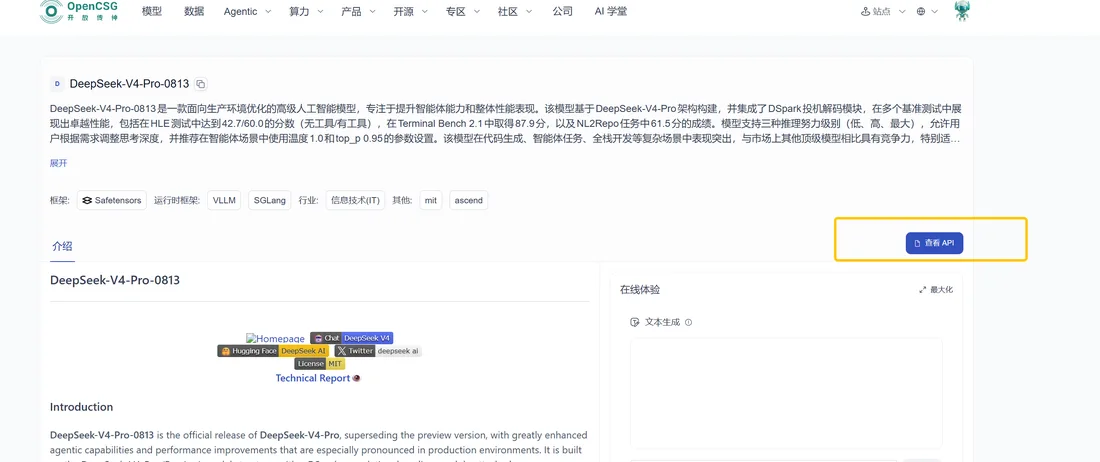 OpenCSG
开放传神
模型 数据 Agentic 算力 产品 开源 专区 社区 公司 AI 学堂 站点
D DeepSeek-V4-Pro-0813
DeepSeek-V4-Pro-0813是一款面向生产环境优化的高级人工智能模型，专注于提升智能体能力和整体性能表现。该模型基于DeepSeek-V4-Pro架构构建，并集成了DSpark投机解码模块，在多个基准测试中展
现出卓越性能，包括在HLE测试中达到42.7/60.0的分数（无工具/有工具），在Terminal Bench 2.1中取得87.9分，以及NL2Repo任务中61.5分的成绩。模型支持三种推理努力级别（低、高、最大），允许用
户根据需求调整思考深度，并推荐在智能体场景中使用温度1.0和top_p 0.95的参数设置。该模型在代码生成、智能体任务、全栈开发等复杂场景中表现突出，与市场上其他顶级模型相比具有竞争力，特别适…
展开
框架: Safetensors 运行时框架: VLLM SGLang 行业: 信息技术(IT) 其他: mit ascend
介绍
查看 API
DeepSeek-V4-Pro-0813
在线体验
最大化
文本生成
Homepage Chat DeepSeek V4
Hugging Face DeepSeek AI Twitter deepseek ai
License MIT
Technical Report
Introduction
DeepSeek-V4-Pro-0813 is the official release of DeepSeek-V4-Pro, superseding the preview version, with greatly enhanced
agentic capabilities and performance improvements that are especially pronounced in production environments. It is built